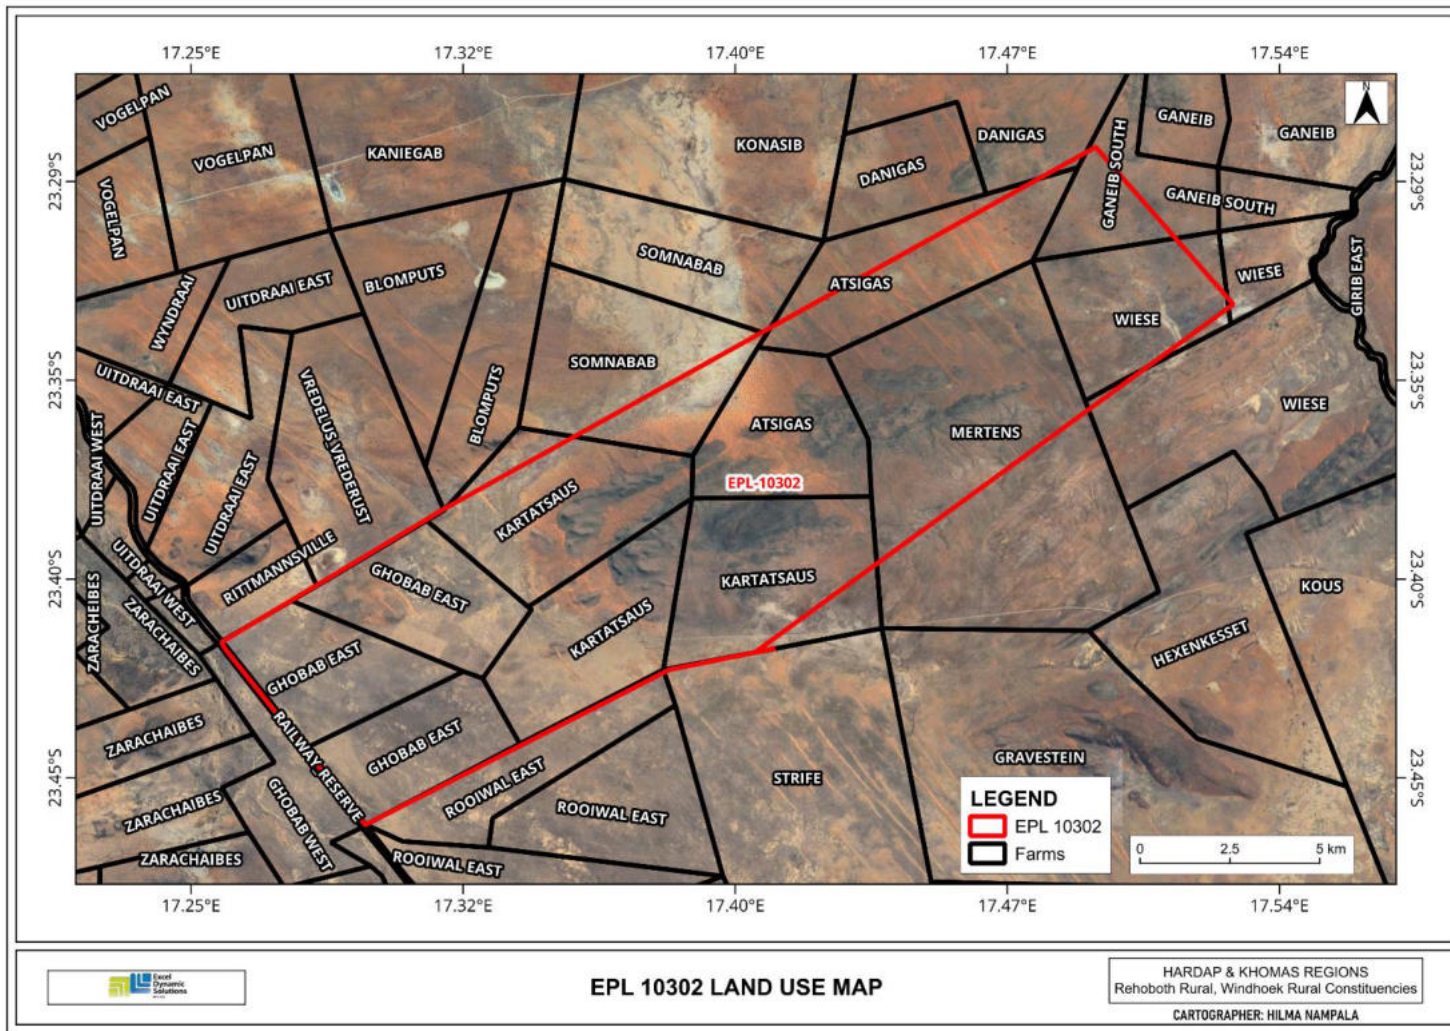 17.25°E
17.32°E
17.40°E
17.47°E
17.54°E
N
VOGELPAN
VOGELPAN
KANIEGAB
KONASIB
DANIGAS
DANIGAS
GANEIB
GANEIB
23.29°S
23.29°S
VOGELPAN
GANEIB SOUTH
GANEIB SOUTH
SOMNABAB
WYNDRAAI
UITDRAAI EAST
BLOMPUTS
ATSIGAS
WIESE
GIRIB EAST
WIESE
SOMNABAB
23.35°S
23.35°S
UITDRAAI EAST
VREDELUS VREDERUST
BLOMPUTS
WIESE
ATSIGAS
MERTENS
UITDRAAI WEST
UITDRAAI EAST
UITDRAAI EAST
EPL 10302
KARTATSAUS
UITDRAAI WEST
RITTMANNSVILLE
GHOBAB EAST
KARTATSAUS
KOUS
23.40°S
23.40°S
ZARACHEIBES
ZARACHAIBES
KARTATSAUS
HEXENKESSET
GHOBAB EAST
ZARACHAIBES
GHOBAB EAST
RAILWAY RESERVE
ROOIWAL EAST
STRIFE
GRAVESTEIN
23.45°S
23.45°S
ZARACHAIBES
GHOBAB WEST
ROOIWAL EAST
ZARACHAIBES
ROOIWAL EAST
LEGEND
EPL 10302
Farms
0 2.5 5 km
17.25°E
17.32°E
17.40°E
17.47°E
17.54°E
Excel
Dynamic
Solutions
EPL 10302 LAND USE MAP
HARDAP & KHOMAS REGIONS
Rehoboth Rural, Windhoek Rural Constituencies
CARTOGRAPHER: HILMA NAMPALA